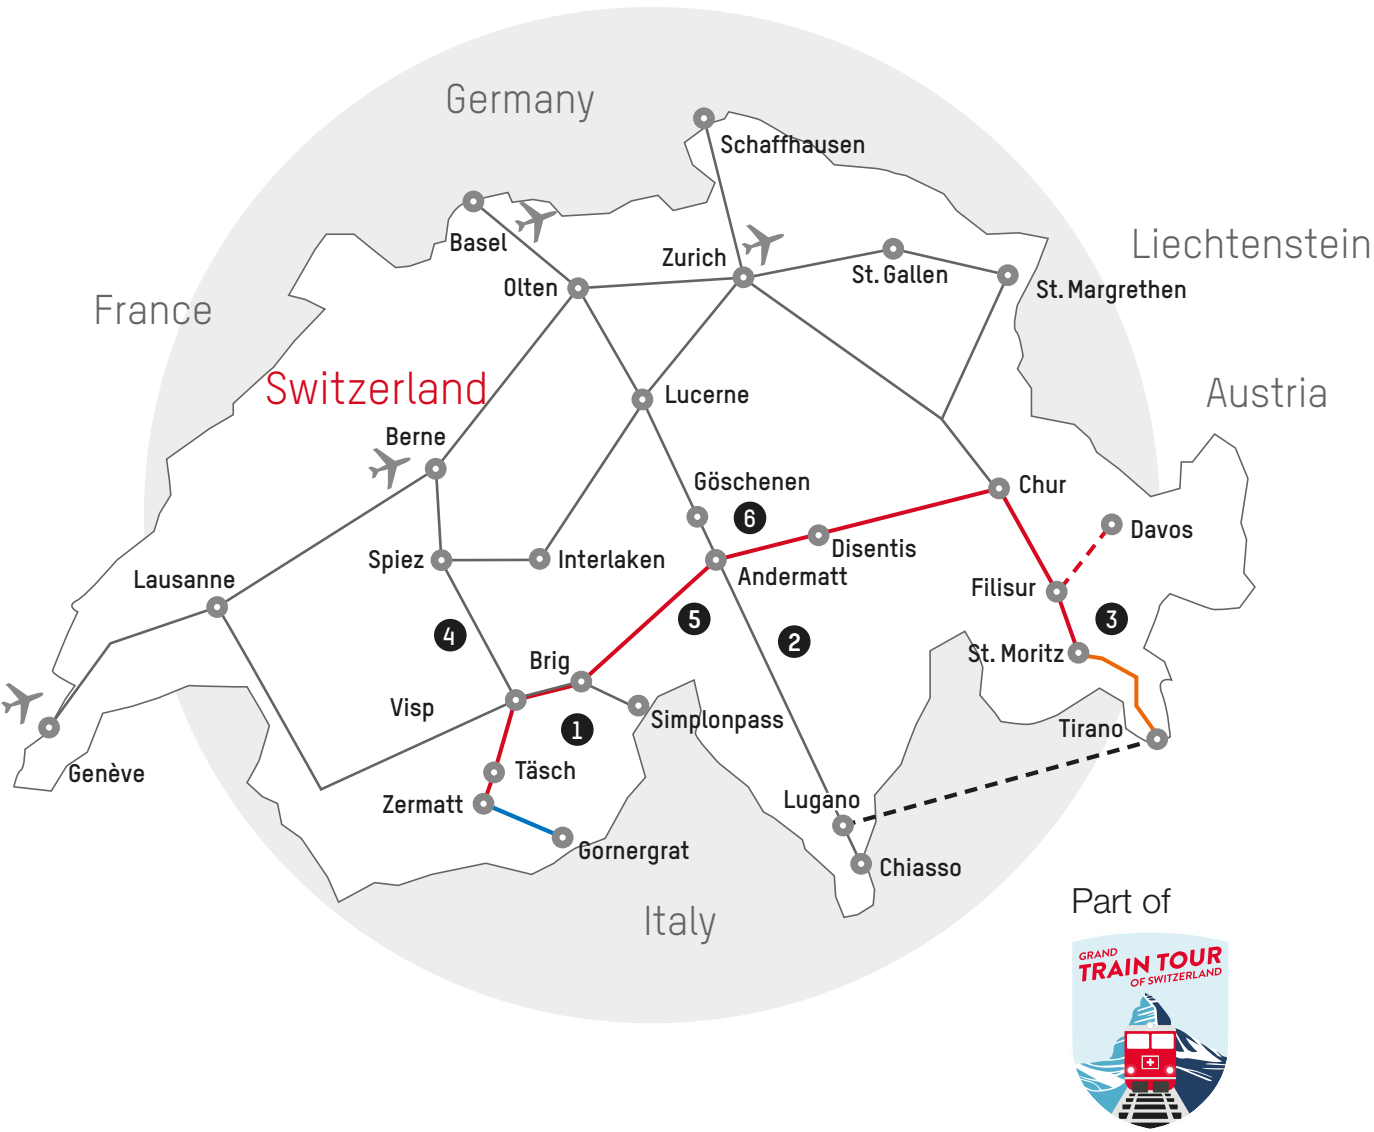 Germany
Schaffhausen
Basel
Zurich
Liechtenstein
St. Gallen
Olten
St. Margrethen
France
Switzerland
Lucerne
Austria
Berne
Göschenen
Chur
6
Davos
Disentis
Spiez
Interlaken
Andermatt
Lausanne
Filisur
5
3
4
2
St. Moritz
Brig
Visp
Simplonpass
1
Tirano
Genève
Täsch
Zermatt
Lugano
Gornergrat
Chiasso
Italy
Part of
GRAND
TRAIN TOUR
OF SWITZERLAND